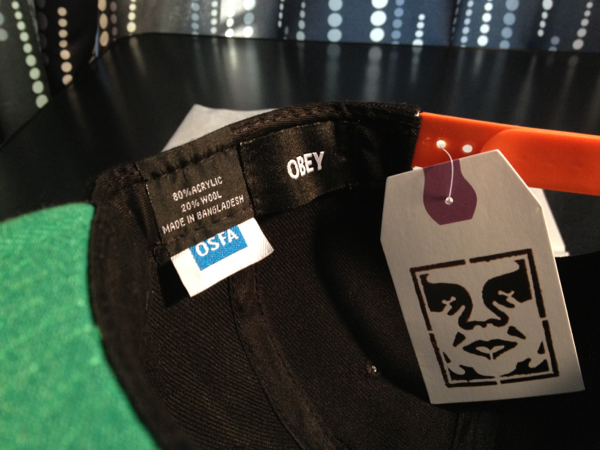 OBEY
80% ACRYLIC
20% WOOL
MADE IN BANGLADESH
OSFA